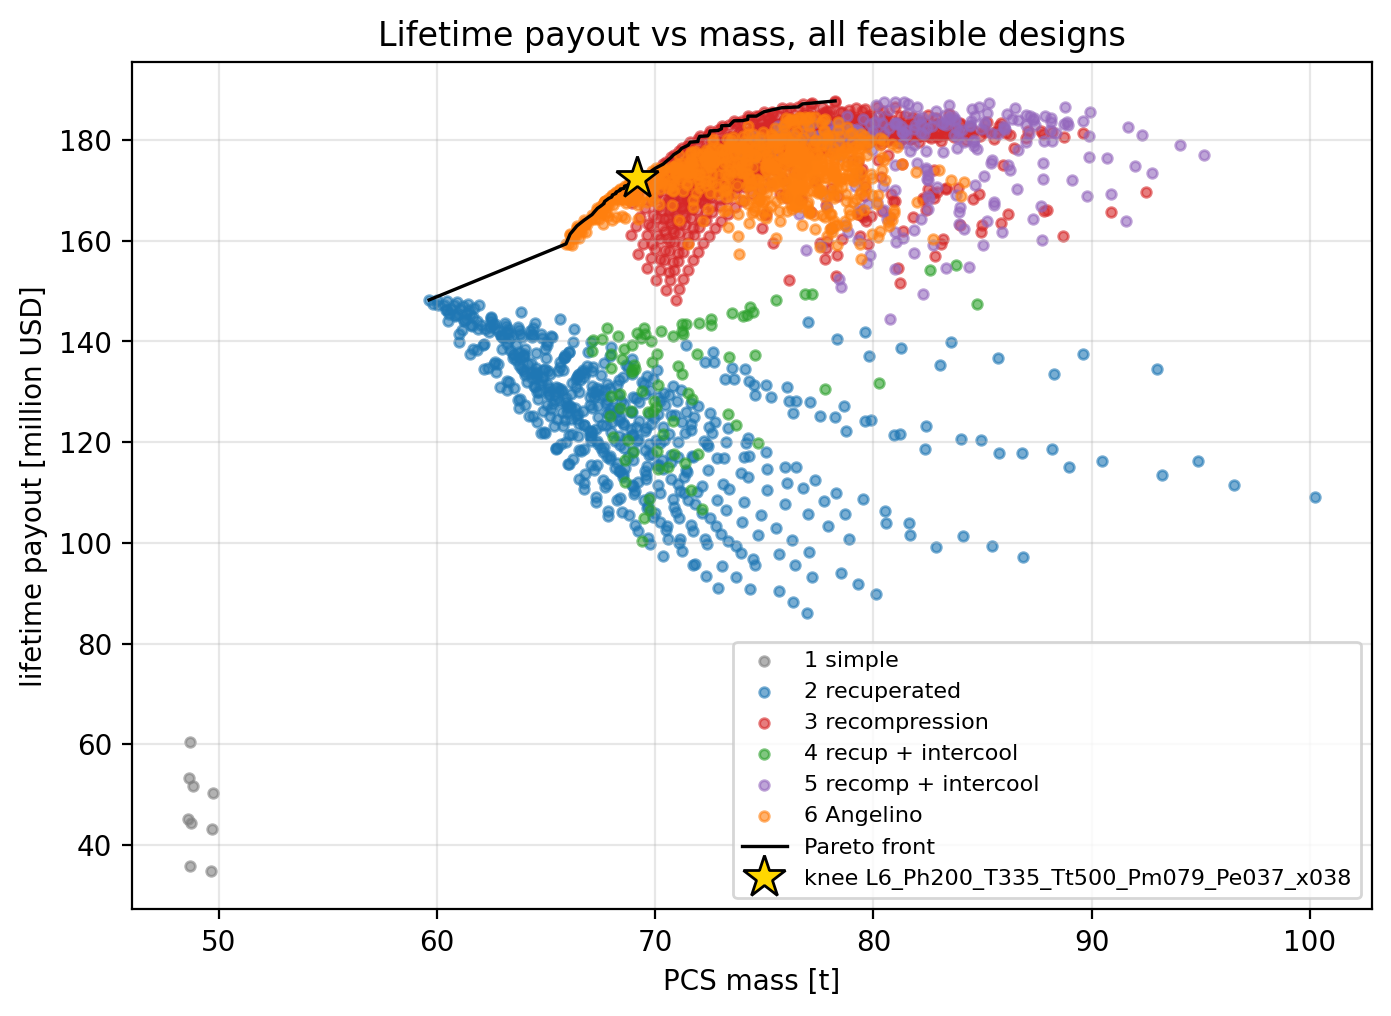 Lifetime payout vs mass, all feasible designs
lifetime payout [million USD]
180
160
140
120
100
80
60
40
1 simple
2 recuperated
3 recompression
4 recup + intercool
5 recomp + intercool
6 Angelino
Pareto front
knee L6_Ph200_T335_Tt500_Pm079_Pe037_x038
50 60 70 80 90 100
PCS mass [t]